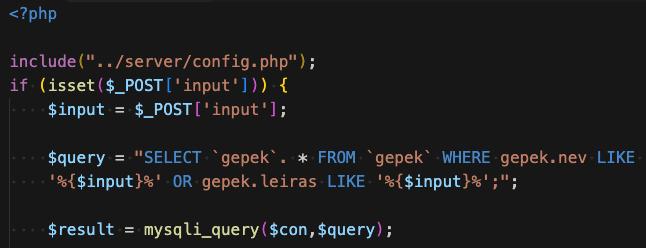 <?php
include("../server/config.php");
if (isset($_POST['input'])) {
$input = $_POST['input'];
$query = "SELECT `gepek`. * FROM `gepek` WHERE gepek.nev LIKE
'%{$input}%' OR gepek.leiras LIKE '%{$input}%';";
$result = mysqli_query($con,$query);